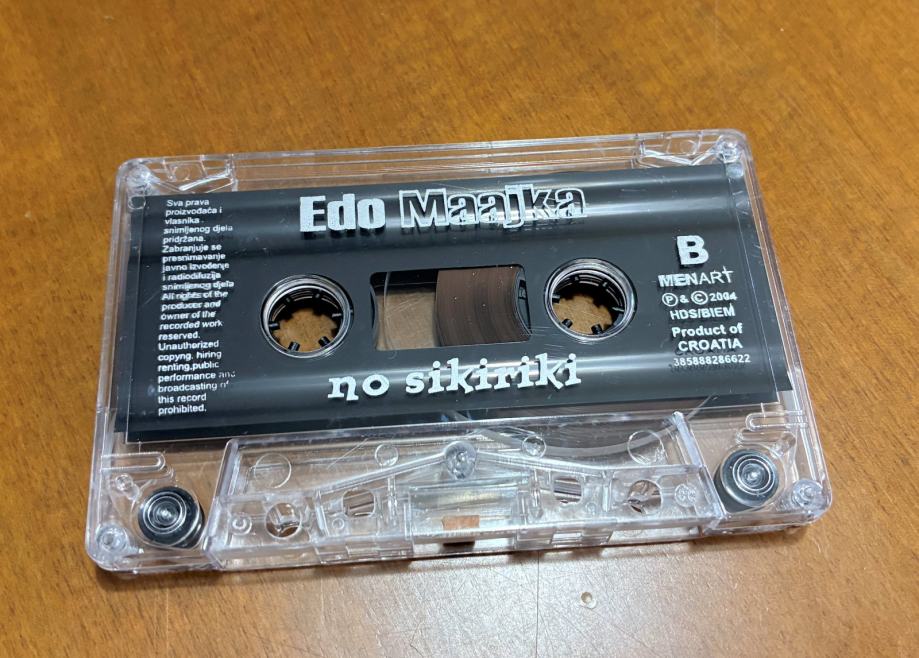 Edo Maajka
Sva prava
proizvođača i
vlasnika
snimljenog djela
pridržana.
Zabranjuje se
presnimavanje
javno izvođenje
i radiodifuzija
snimljenog djela
All rights of the
producer and
owner of the
recorded work
reserved.
Unauthorized
copyng, hiring
renting,public
performance and
broadcasting of
this record
prohibited.
B
MENART
Ⓟ & © 2004
HDS/BIEM
Product of
CROATIA
385888286622
no sikiriki